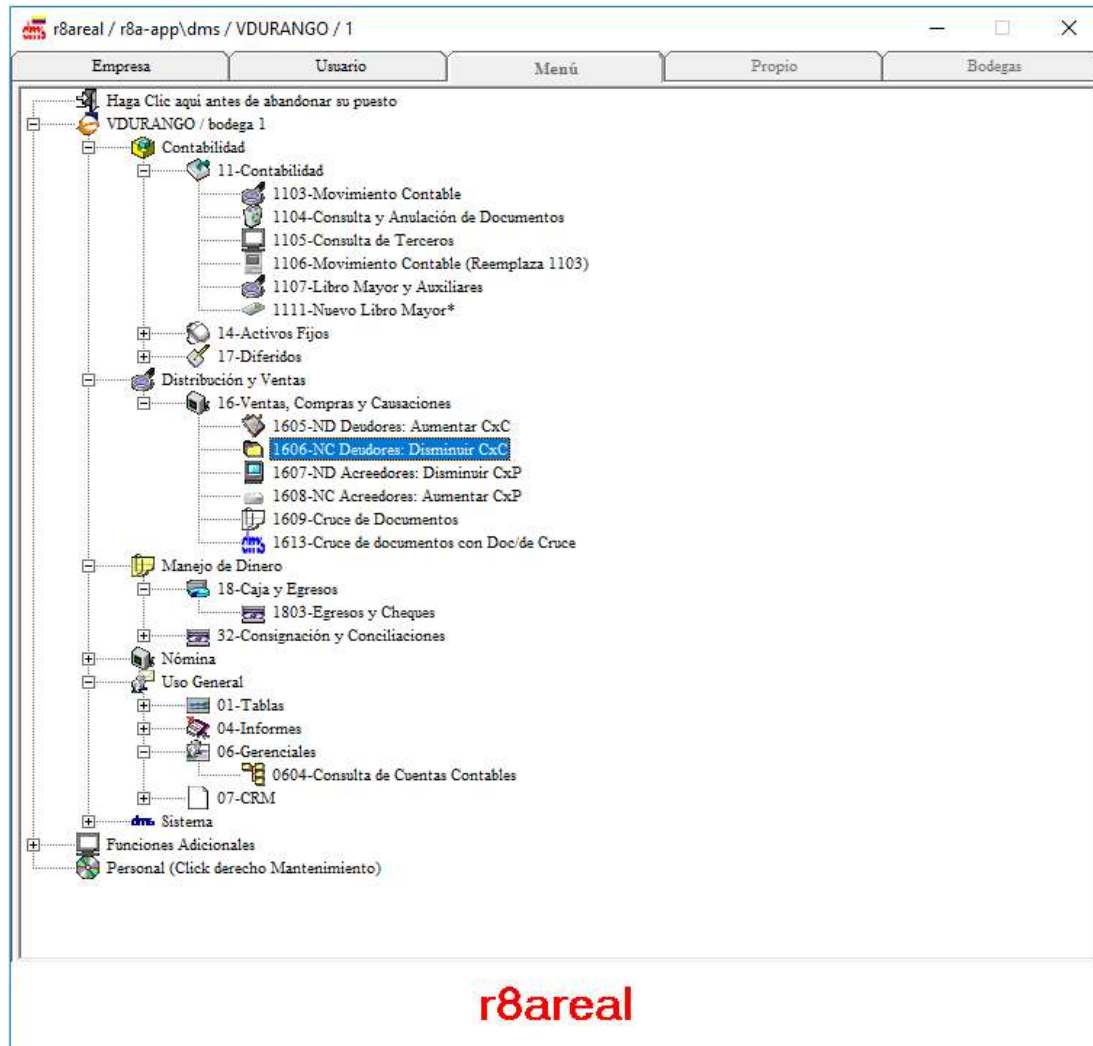 dms r8areal / r8a-app\dms / VDURANGO / 1
Empresa Usuario Menú Propio Bodegas
Haga Clic aquí antes de abandonar su puesto
VDURANGO / bodega 1
Contabilidad
11-Contabilidad
1103-Movimiento Contable
1104-Consulta y Anulación de Documentos
1105-Consulta de Terceros
1106-Movimiento Contable (Reemplaza 1103)
1107-Libro Mayor y Auxiliares
1111-Nuevo Libro Mayor*
14-Activos Fijos
17-Diferidos
Distribución y Ventas
16-Ventas, Compras y Causaciones
1605-ND Deudores: Aumentar CxC
1606-NC Deudores: Disminuir CxC
1607-ND Acreedores: Disminuir CxP
1608-NC Acreedores: Aumentar CxP
1609-Cruce de Documentos
dms 1613-Cruce de documentos con Doc/de Cruce
Manejo de Dinero
18-Caja y Egresos
1803-Egresos y Cheques
32-Consignación y Conciliaciones
Nómina
Uso General
01-Tablas
04-Informes
06-Gerenciales
0604-Consulta de Cuentas Contables
07-CRM
dms Sistema
Funciones Adicionales
Personal (Click derecho Mantenimiento)
r8areal